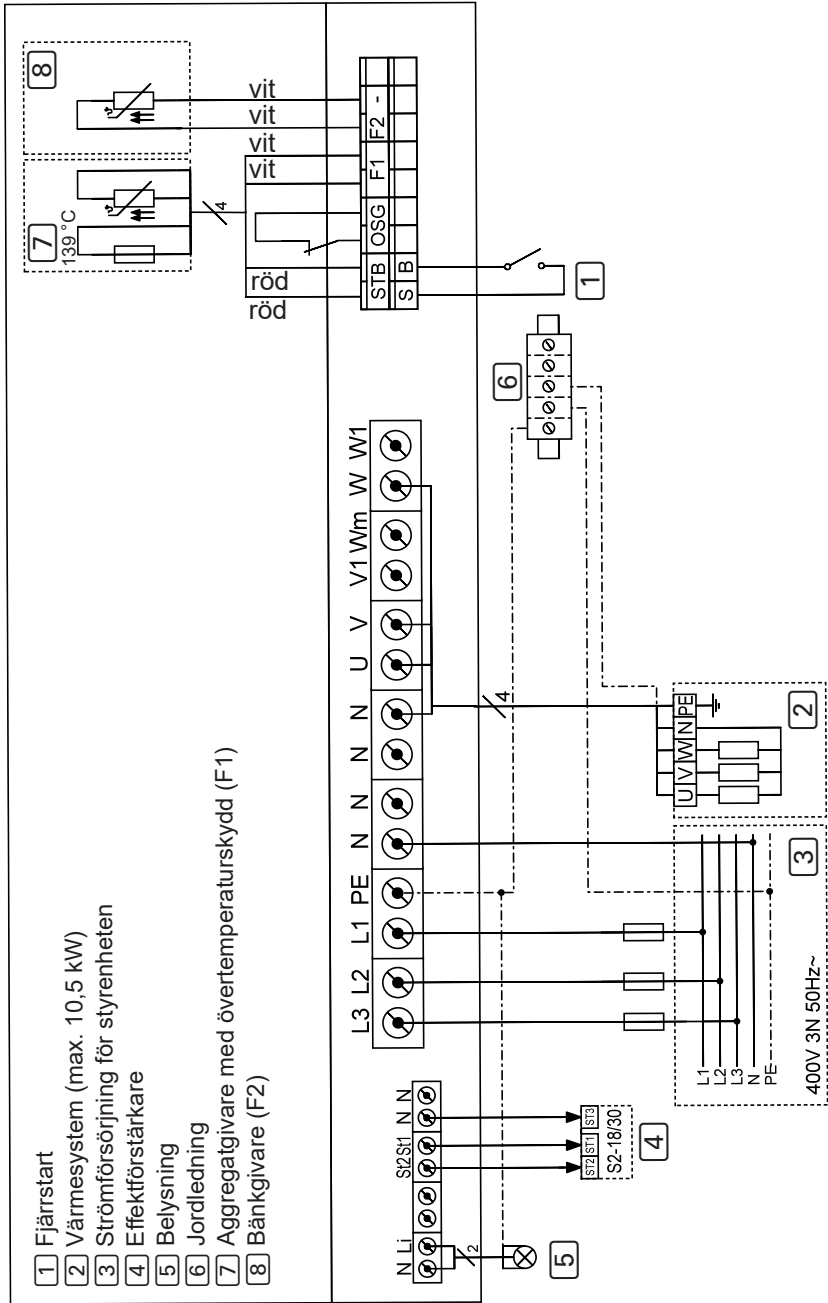 1 Fjärrstart
2 Värmesystem (max. 10,5 kW)
3 Strömförsörjning för styrenheten
4 Effektförstärkare
5 Belysning
6 Jordledning
7 Aggregatgivare med övertemperaturskydd (F1)
8 Bänkgivare (F2)
N Li St2 St1 N N
L3 L2 L1 PE N N N N U V V1 Wm W W1
STB OSG F1 F2 -
S B
röd
röd
vit
vit
vit
vit
4
7
139 °C
8
1
6
4
2
5
ST2 ST1 ST3
S2-18/30
4
L1
L2
L3
N
PE
400V 3N 50Hz~
3
U V W N PE
2